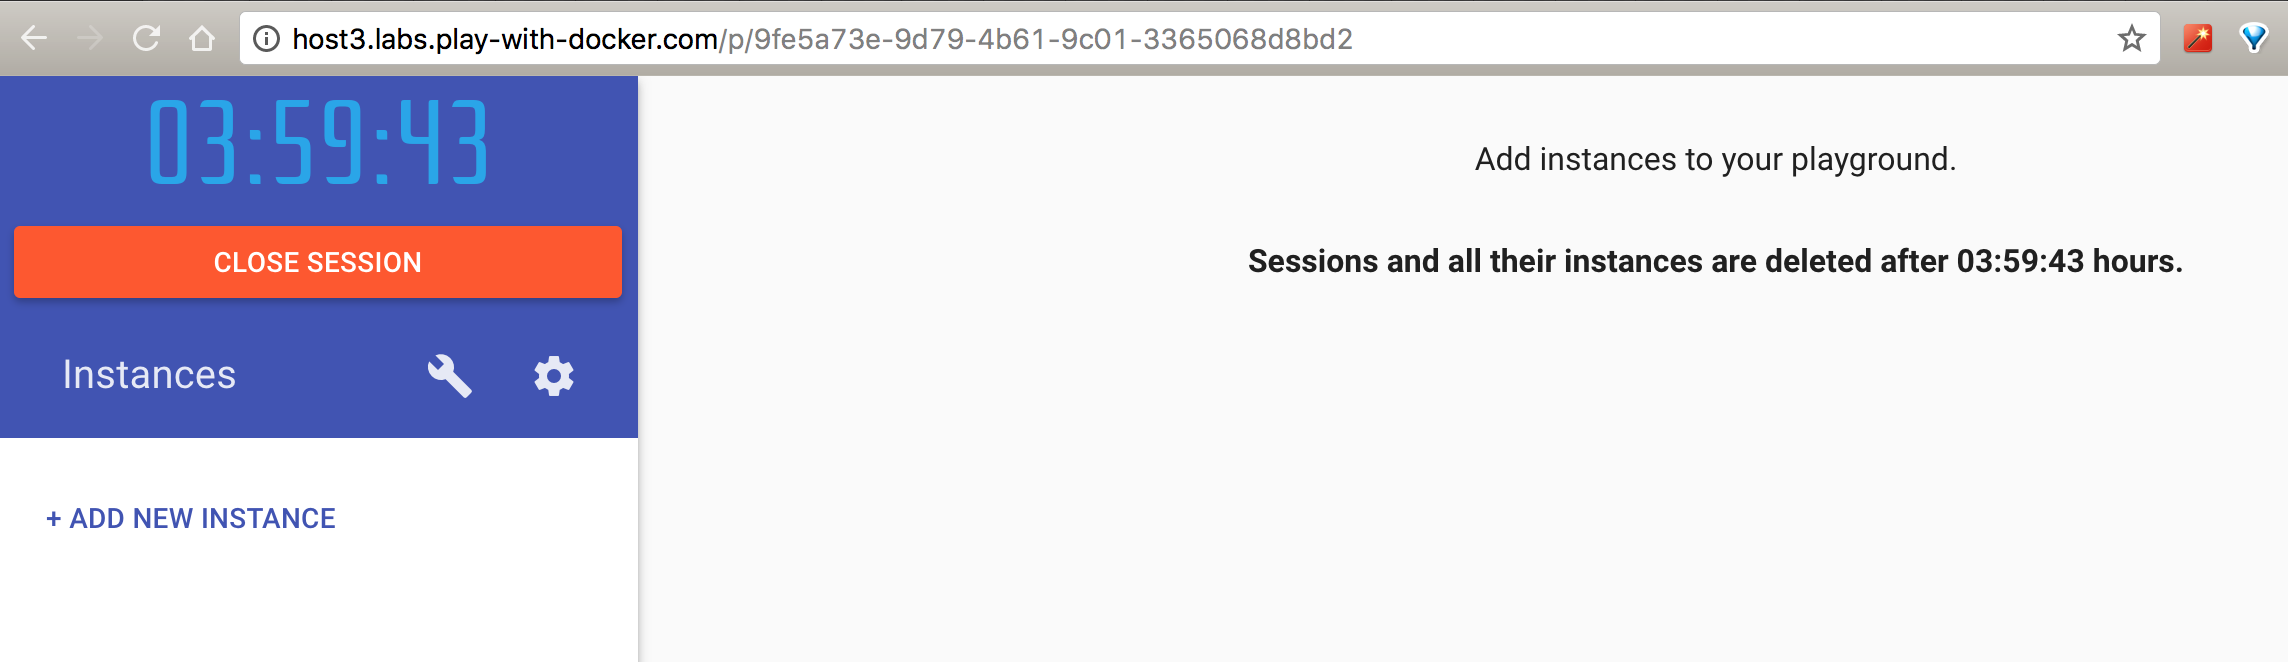 host3.labs.play-with-docker.com/p/9fe5a73e-9d79-4b61-9c01-3365068d8bd2
03:59:43
CLOSE SESSION
Instances
+ ADD NEW INSTANCE
Add instances to your playground.
Sessions and all their instances are deleted after 03:59:43 hours.